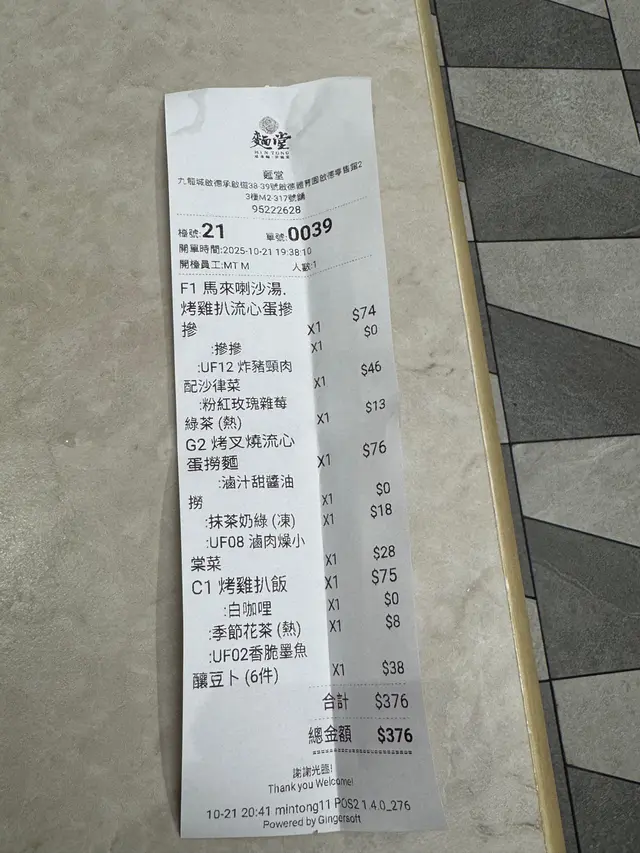 麵堂
MIN TONG
麵堂
九龍城啟德承啟道38-39號啟德體育園啟德零售館2
3樓M2-317號舖
95222628
檯號:21 單號:0039
開單時間:2025-10-21 19:38:10
開檯員工:MT M 人數:1
F1 馬來喇沙湯.
烤雞扒流心蛋撈
撈 X1 $74
:撈撈 X1 $0
:UF12 炸豬頸肉
配沙律菜 X1 $46
:粉紅玫瑰雜莓
綠茶 (熱) X1 $13
G2 烤叉燒流心
蛋撈麵 X1 $76
:滷汁甜醬油
撈 X1 $0
:抹茶奶綠 (凍) X1 $18
:UF08 滷肉燥小
棠菜 X1 $28
C1 烤雞扒飯 X1 $75
:白咖哩 X1 $0
:季節花茶 (熱) X1 $8
:UF02香脆墨魚
釀豆卜 (6件) X1 $38
合計 $376
總金額 $376
謝謝光臨!
Thank you Welcome!
10-21 20:41 mintong11 POS2 1.4.0_276
Powered by Gingersoft